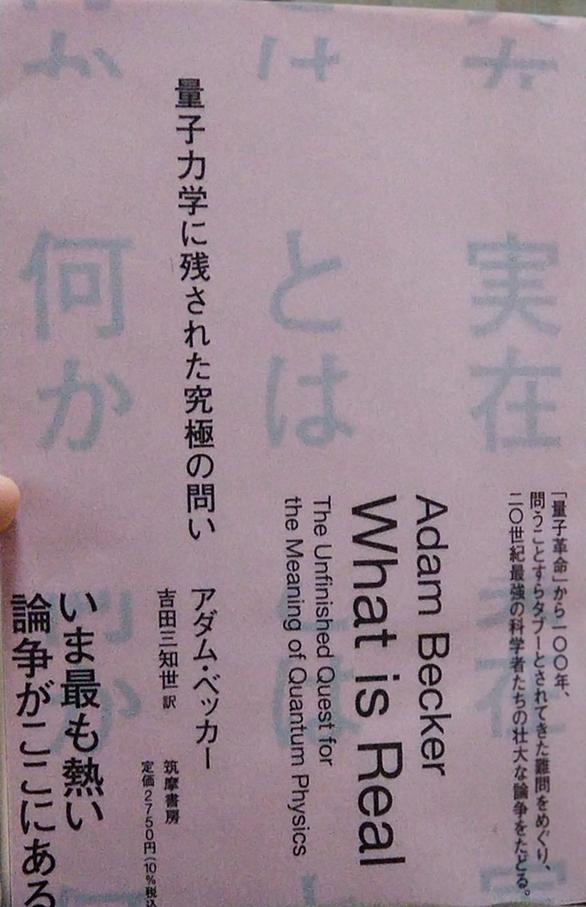 実在
とは
何か
「量子革命」から一〇〇年、
問うことすらタブーとされてきた難問をめぐり、
二〇世紀最強の科学者たちの壮大な論争をたどる。
Adam Becker
What is Real
The Unfinished Quest for
the Meaning of Quantum Physics
量子力学に残された究極の問い
アダム・ベッカー
吉田三知世 訳
筑摩書房
定価2750円(10%税込
いま最も熱い
論争がここにある